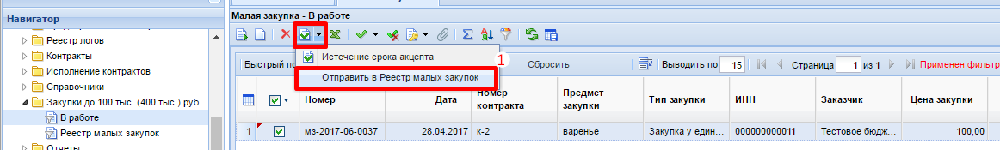 Навигатор
Реестр лотов
Контракты
Исполнение контрактов
Справочники
Закупки до 100 тыс. (400 тыс.) руб.
В работе
Реестр малых закупок
Отчеты
Малая закупка - В работе
Истечение срока акцепта
1
Отправить в Реестр малых закупок
Быстрый по
Сбросить
Выводить по 15
Страница 1 из 1
Применен фильтр
Номер
Дата
Номер контракта
Предмет закупки
Тип закупки
ИНН
Заказчик
Цена закупки
1 мз-2017-06-0037 28.04.2017 к-2 варенье Закупка у един... 000000000011 Тестовое бюдж... 100,00